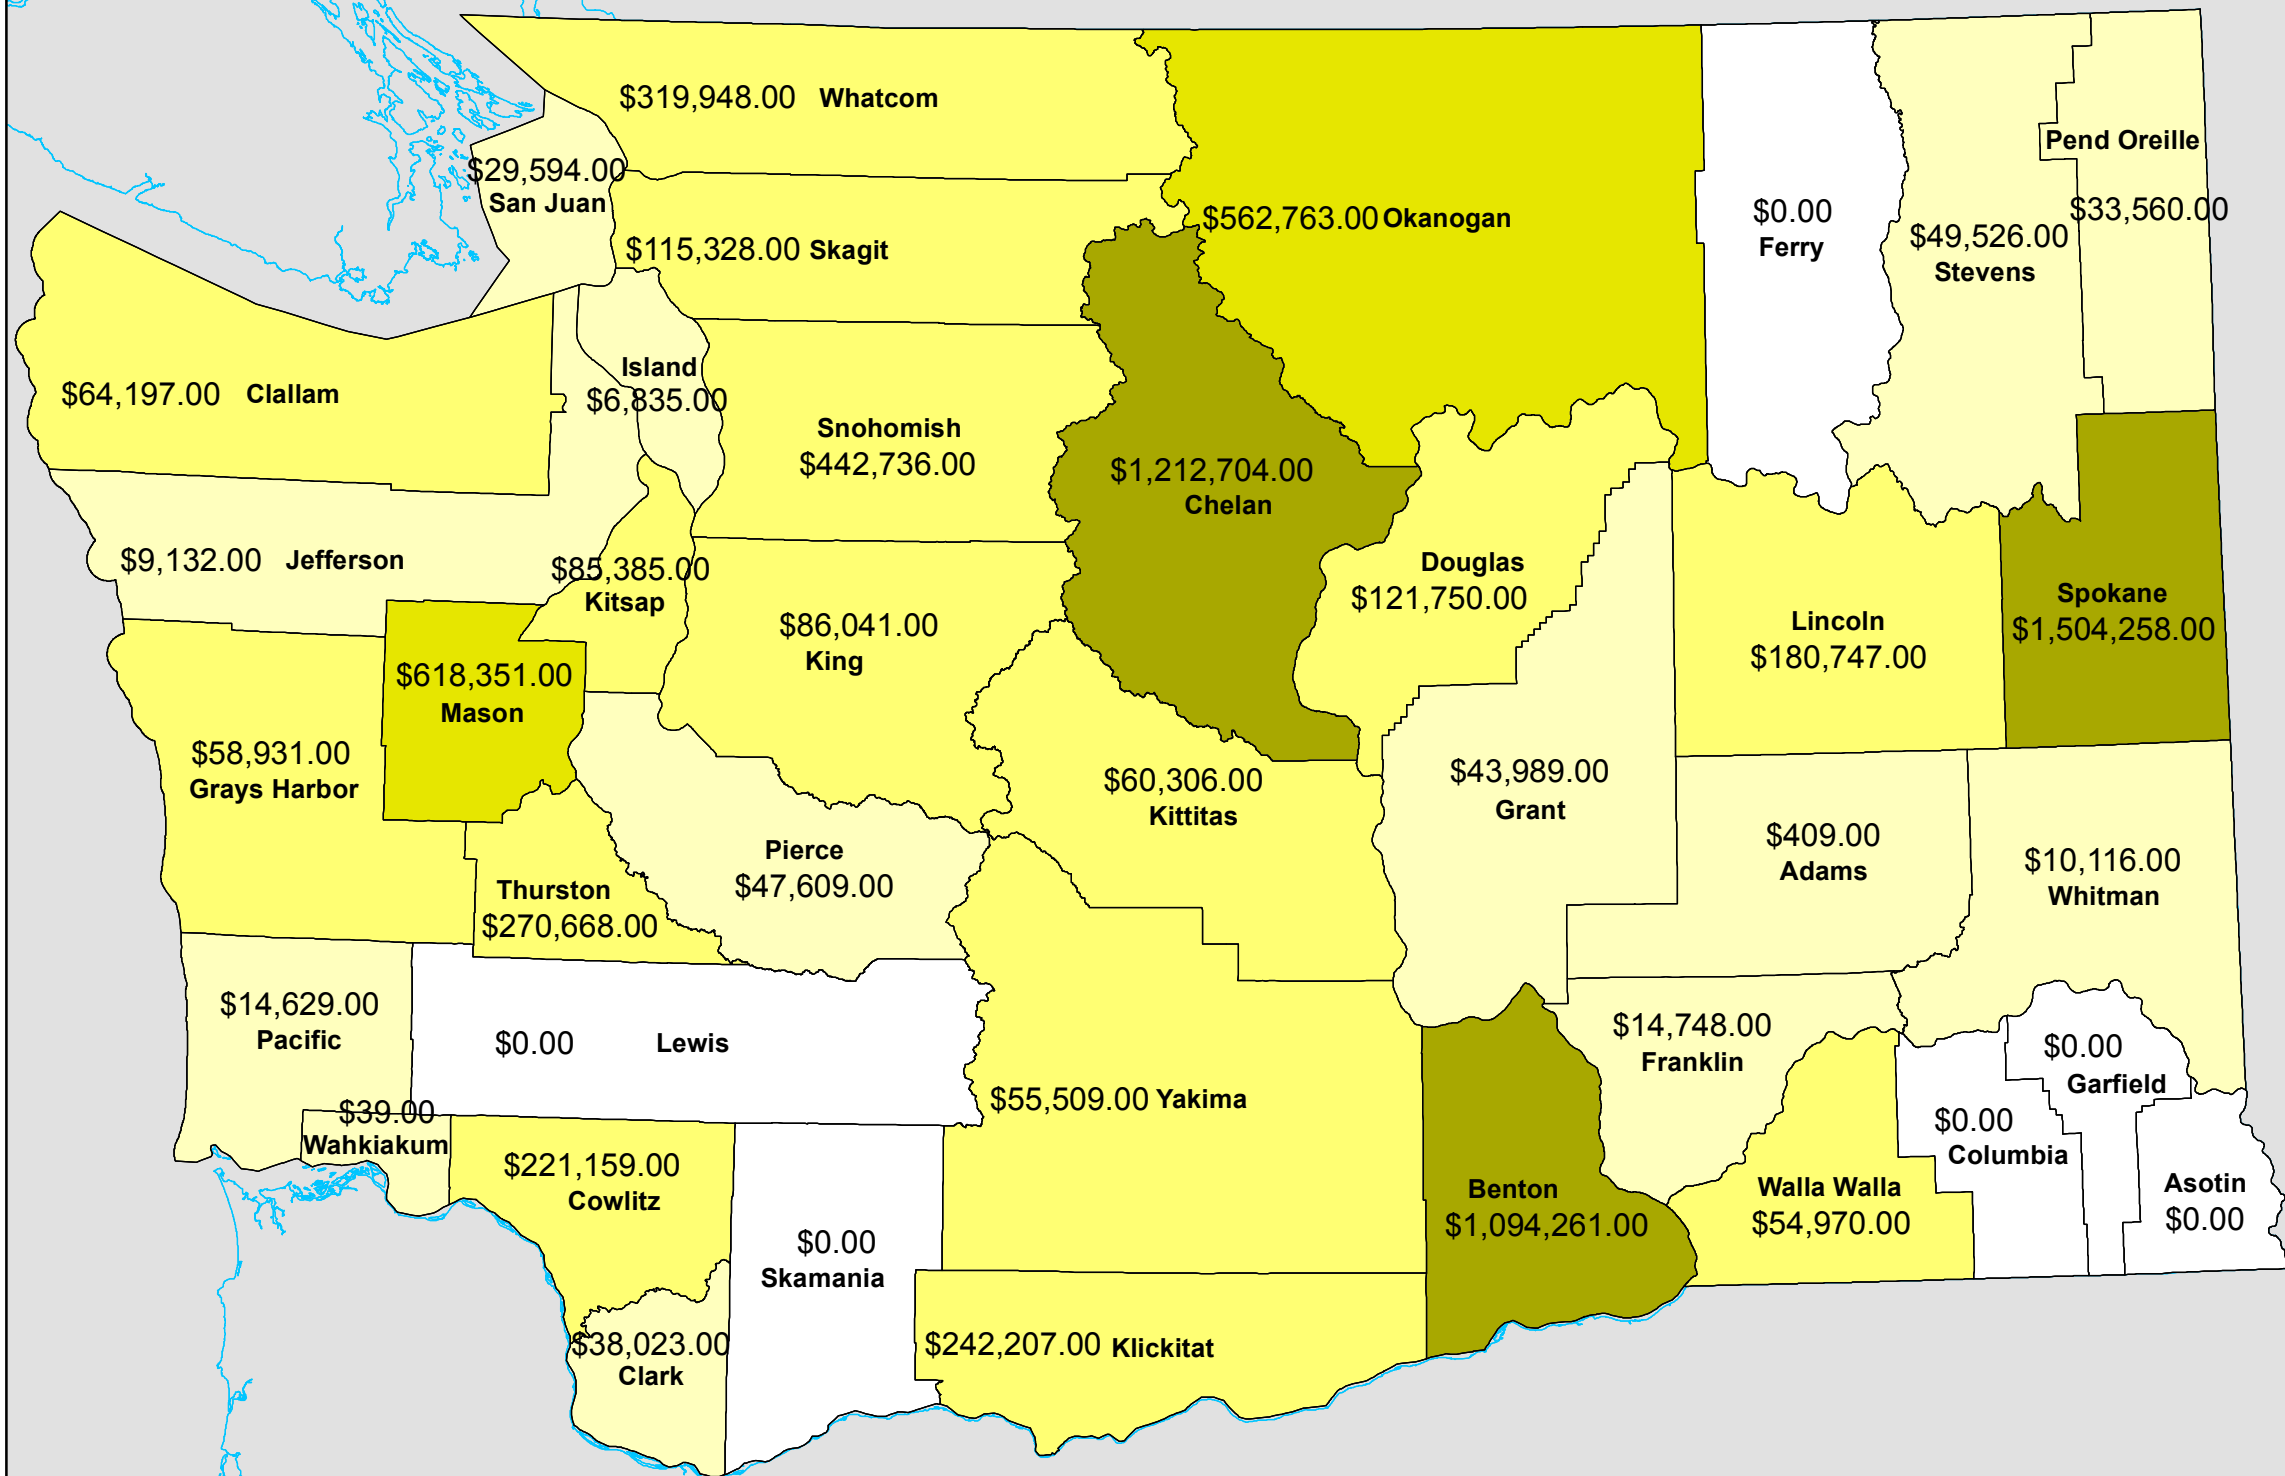 $319,948.00 Whatcom
$29,594.00
San Juan
$115,328.00 Skagit
$562,763.00 Okanogan
$0.00
Ferry
$49,526.00
Stevens
Pend Oreille
$33,560.00
$64,197.00 Clallam
Island
$6,835.00
Snohomish
$442,736.00
$1,212,704.00
Chelan
$9,132.00 Jefferson
$85,385.00
Kitsap
$86,041.00
King
Douglas
$121,750.00
Lincoln
$180,747.00
Spokane
$1,504,258.00
$618,351.00
Mason
$58,931.00
Grays Harbor
$60,306.00
Kittitas
$43,989.00
Grant
$409.00
Adams
$10,116.00
Whitman
Pierce
$47,609.00
Thurston
$270,668.00
$14,629.00
Pacific
$0.00 Lewis
$55,509.00 Yakima
$14,748.00
Franklin
$0.00
Garfield
$0.00
Columbia
Asotin
$0.00
$39.00
Wahkiakum
$221,159.00
Cowlitz
$0.00
Skamania
Benton
$1,094,261.00
Walla Walla
$54,970.00
$38,023.00
Clark
$242,207.00 Klickitat